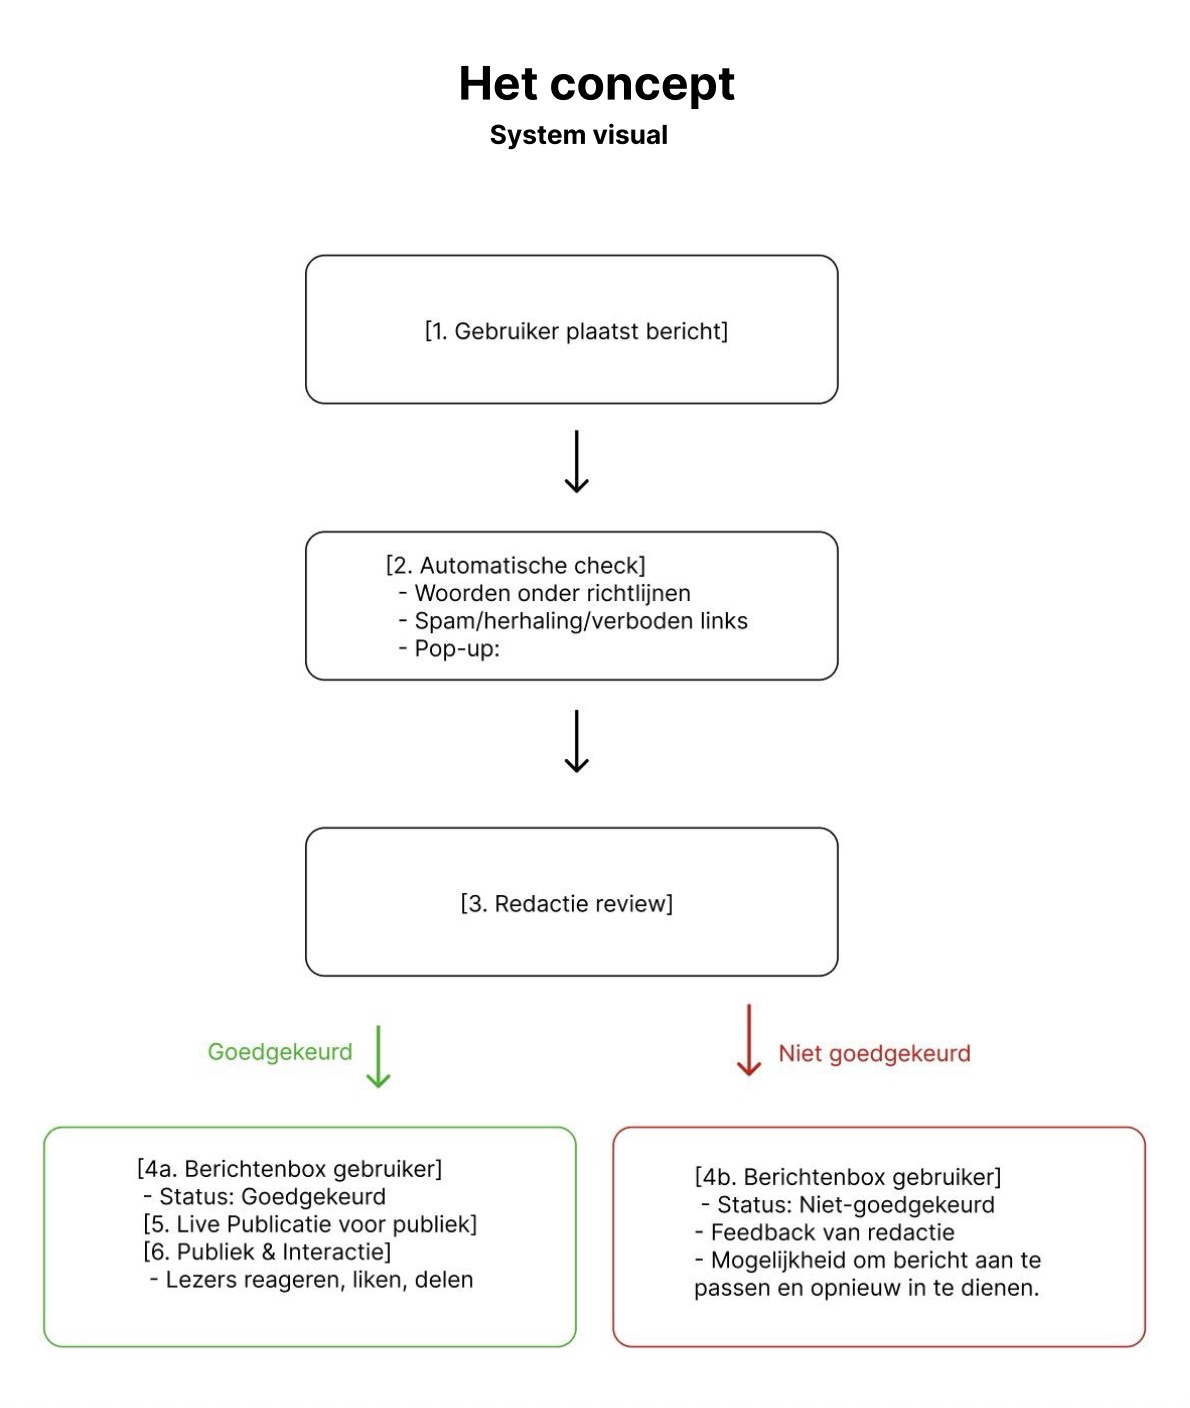 Het concept
System visual
[1. Gebruiker plaatst bericht]
[2. Automatische check]
- Woorden onder richtlijnen
- Spam/herhaling/verboden links
- Pop-up:
[3. Redactie review]
Goedgekeurd
Niet goedgekeurd
[4a. Berichtenbox gebruiker]
- Status: Goedgekeurd
[5. Live Publicatie voor publiek]
[6. Publiek & Interactie]
- Lezers reageren, liken, delen
[4b. Berichtenbox gebruiker]
- Status: Niet-goedgekeurd
- Feedback van redactie
- Mogelijkheid om bericht aan te
passen en opnieuw in te dienen.